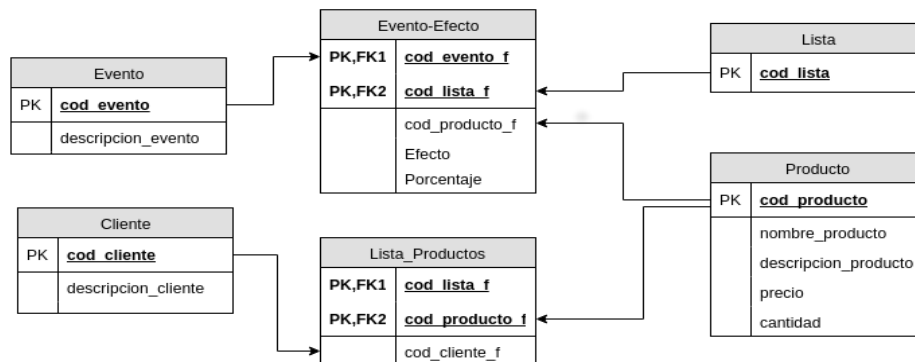 Evento
PK cod_evento
descripcion_evento
Cliente
PK cod_cliente
descripcion_cliente
Evento-Efecto
PK,FK1 cod_evento_f
PK,FK2 cod_lista_f
cod_producto_f
Efecto
Porcentaje
Lista_Productos
PK,FK1 cod_lista_f
PK,FK2 cod_producto_f
cod_cliente_f
Lista
PK cod_lista
Producto
PK cod_producto
nombre_producto
descripcion_producto
precio
cantidad